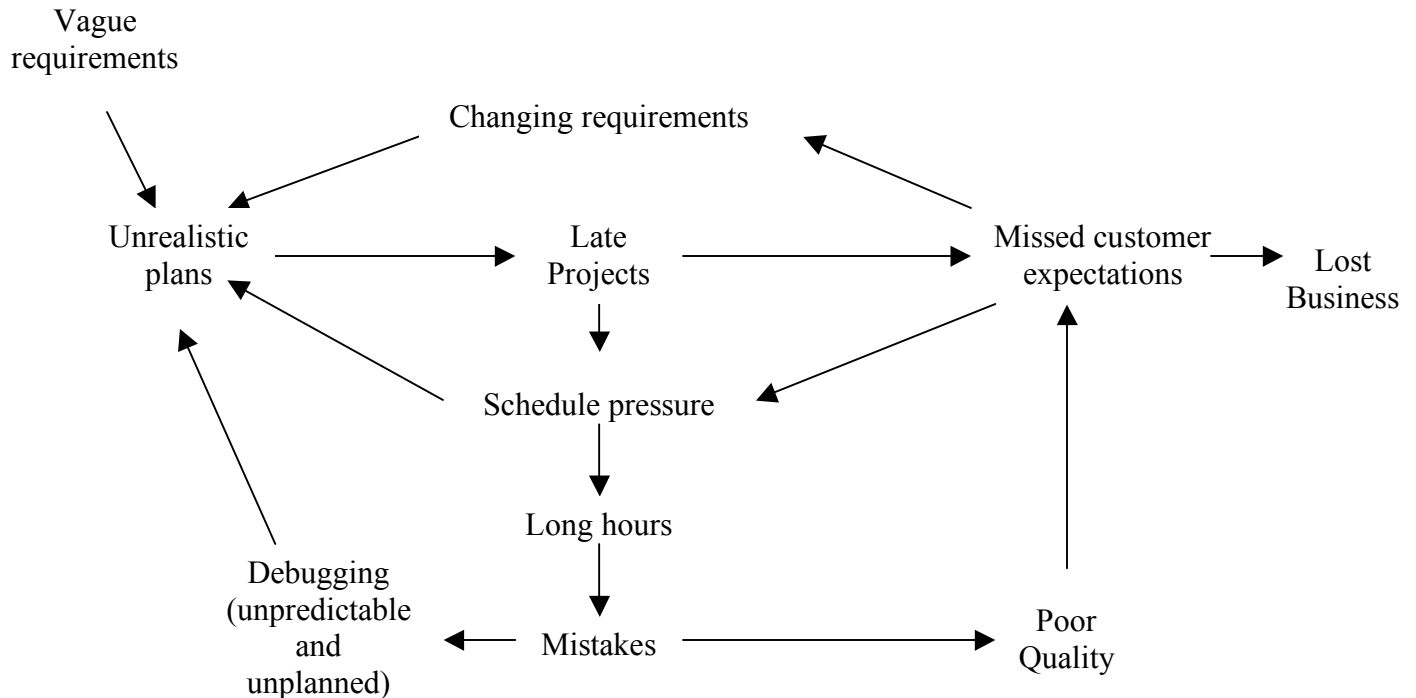 Vague
requirements
Changing requirements
Unrealistic
plans
Late
Projects
Missed customer
expectations
Lost
Business
Schedule pressure
Long hours
Debugging
(unpredictable
and
unplanned)
Mistakes
Poor
Quality